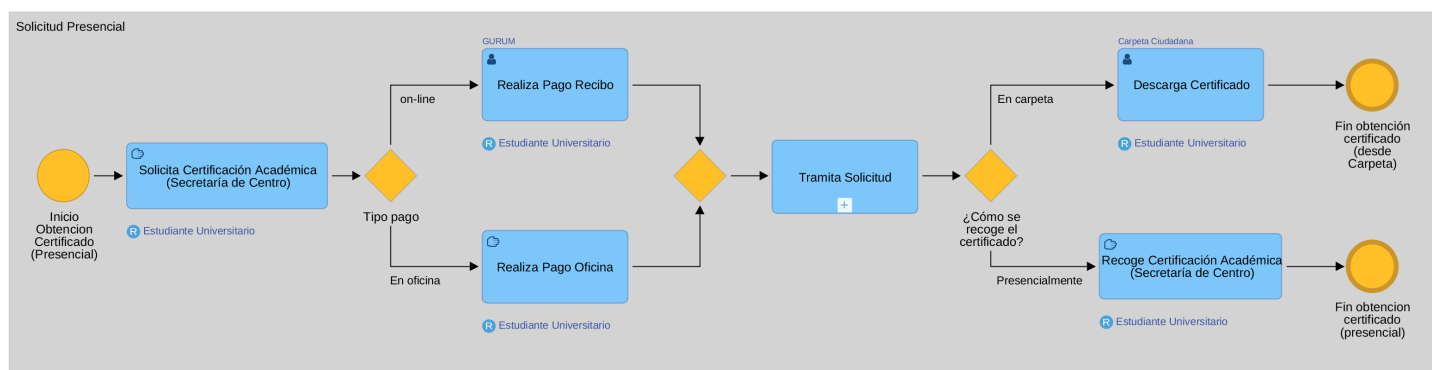 Solicitud Presencial
Inicio
Obtencion
Certificado
(Presencial)
Solicita Certificación Académica
(Secretaría de Centro)
R Estudiante Universitario
Tipo pago
on-line
En oficina
GURUM
Realiza Pago Recibo
R Estudiante Universitario
Realiza Pago Oficina
R Estudiante Universitario
Tramita Solicitud
¿Cómo se
recoge el
certificado?
En carpeta
Presencialmente
Carpeta Ciudadana
Descarga Certificado
R Estudiante Universitario
Recoge Certificación Académica
(Secretaría de Centro)
R Estudiante Universitario
Fin obtención
certificado
(desde
Carpeta)
Fin obtencion
certificado
(presencial)